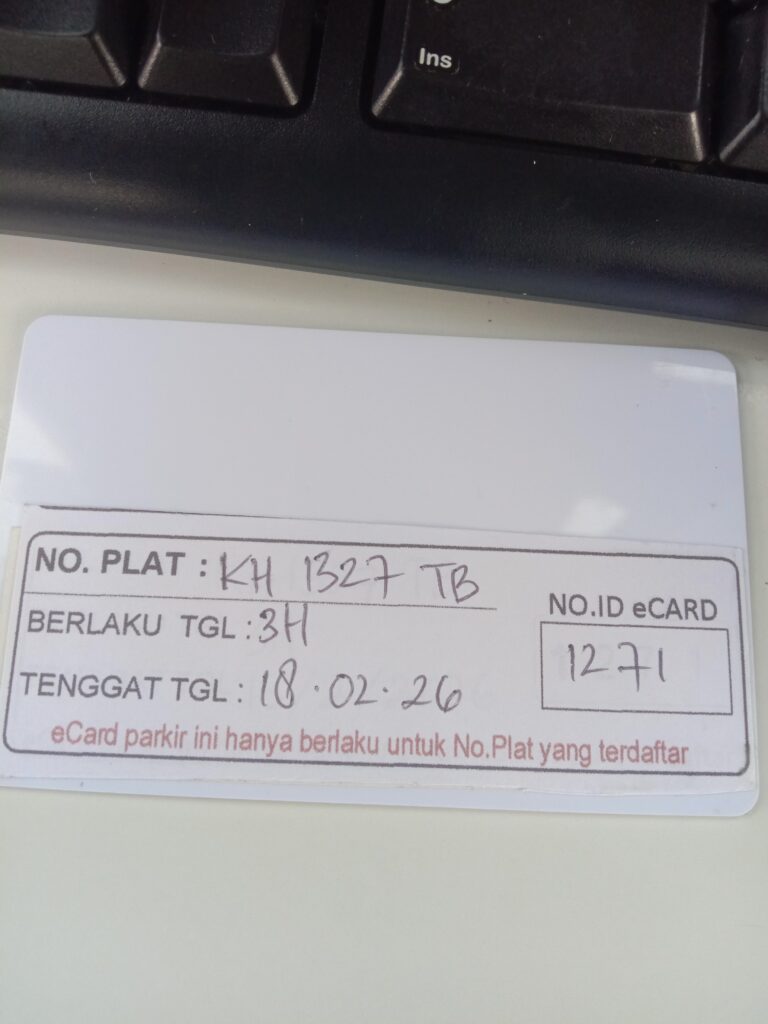 Ins
NO. PLAT : KH 1327 TB
BERLAKU TGL : 3H
TENGGAT TGL : 18.02.26
NO.ID eCARD
1271
eCard parkir ini hanya berlaku untuk No.Plat yang terdaftar